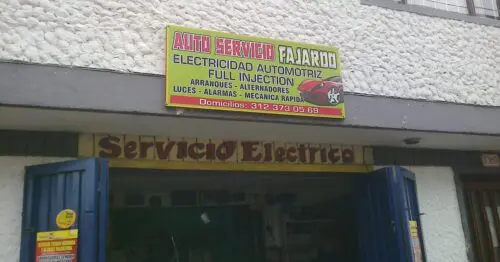 AUTO SERVICIO FAJARDO
ELECTRICIDAD AUTOMOTRIZ
FULL INJECTION
ARRANQUES - ALTERNADORES
LUCES - ALARMAS - MECANICA RAPIDA
Domicilios: 312 373 05 69
Servicio Electrico